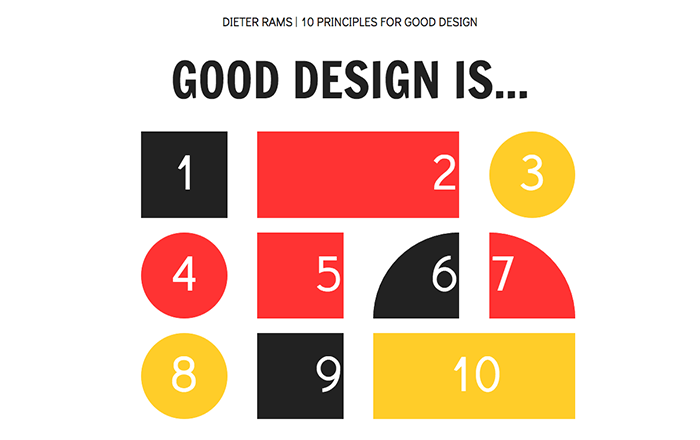 DIETER RAMS | 10 PRINCIPLES FOR GOOD DESIGN
GOOD DESIGN IS...
1 2 3
4 5 6 7
8 9 10